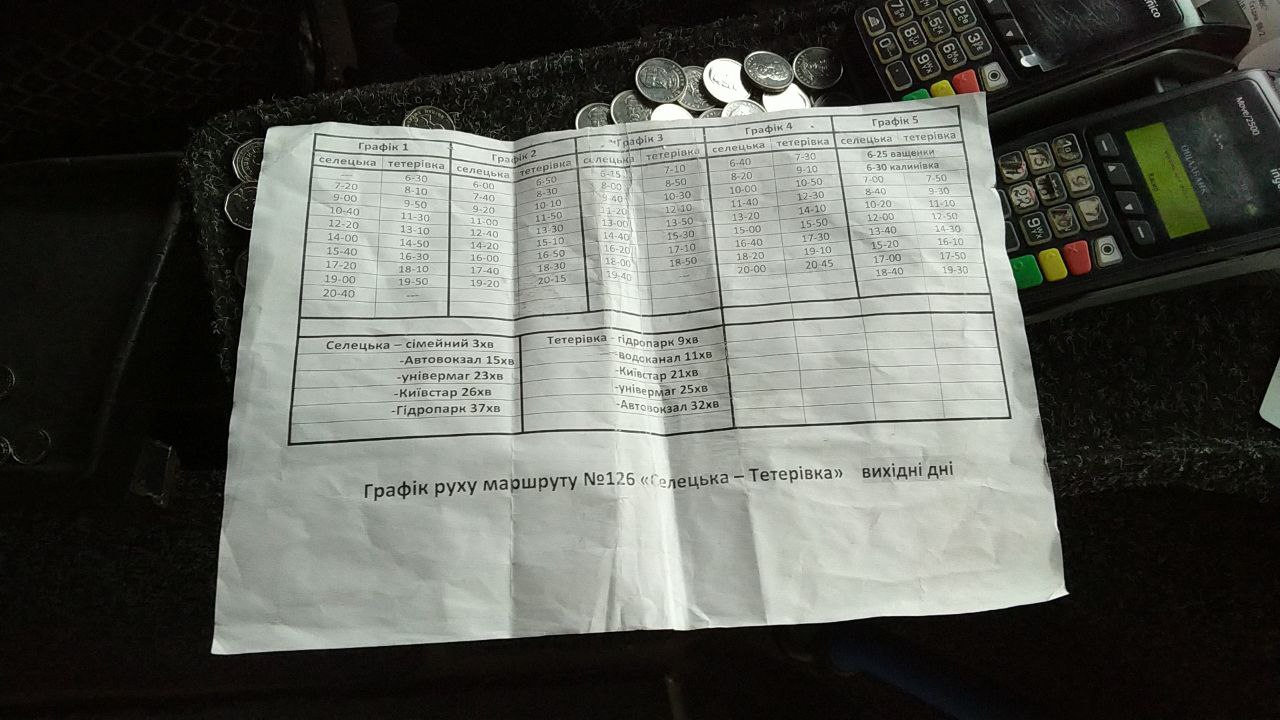 Графік 1 Графік 2 Графік 3 Графік 4 Графік 5
селецька тетерівка селецька тетерівка селецька тетерівка селецька тетерівка селецька тетерівка
--- 6-30 6-00 6-50 6-15 7-10 6-40 7-30 6-25 ващенки
7-20 8-10 7-40 8-30 8-00 8-50 8-20 9-10 6-30 калинівка
9-00 9-50 9-20 10-10 9-40 10-30 10-00 10-50 7-00 7-50
10-40 11-30 11-00 11-50 11-20 12-10 11-40 12-30 8-40 9-30
12-20 13-10 12-40 13-30 13-00 13-50 13-20 14-10 10-20 11-10
14-00 14-50 14-20 15-10 14-40 15-30 15-00 15-50 12-00 12-50
15-40 16-30 16-00 16-50 16-20 17-10 16-40 17-30 13-40 14-30
17-20 18-10 17-40 18-30 18-00 18-50 18-20 19-10 15-20 16-10
19-00 19-50 19-20 20-15 19-40 --- 20-00 20-45 17-00 17-50
20-40 --- 18-40 19-30
Селецька – сімейний 3хв
-Автовокзал 15хв
-універмаг 23хв
-Київстар 26хв
-Гідропарк 37хв
Тетерівка - гідропарк 9хв
-водоканал 11хв
-Київстар 21хв
-універмаг 25хв
-Автовокзал 32хв
Графік руху маршруту №126 «Селецька – Тетерівка» вихідні дні
Move/2500